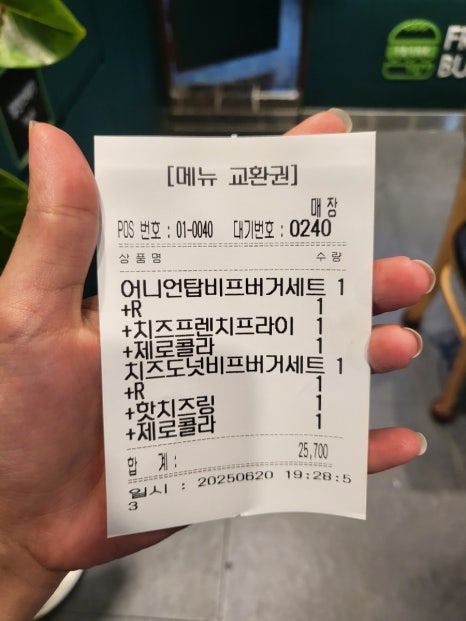 [메뉴 교환권]
매장
POS 번호 : 01-0040 대기번호 : 0240
상품명 수량
어니언탑비프버거세트 1
+R 1
+치즈프렌치프라이 1
+제로콜라 1
치즈도넛비프버거세트 1
+R 1
+핫치즈링 1
+제로콜라 1
합 계 : 25,700
일시 : 20250620 19:28:5
3